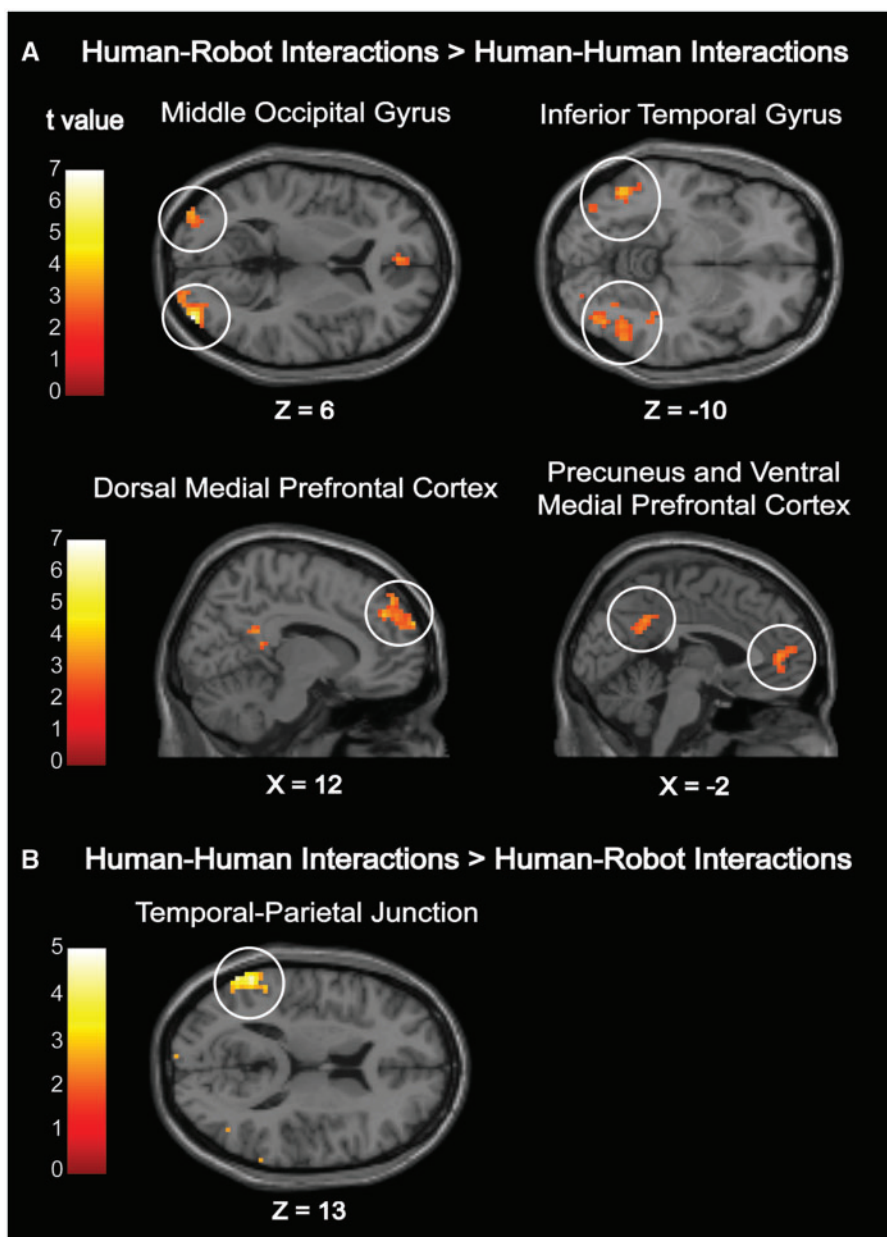 A Human-Robot Interactions > Human-Human Interactions
t value
Middle Occipital Gyrus
Inferior Temporal Gyrus
7
6
5
4
3
2
1
0
Z = 6
Z = -10
Dorsal Medial Prefrontal Cortex
Precuneus and Ventral
Medial Prefrontal Cortex
7
6
5
4
3
2
1
0
X = 12
X = -2
B Human-Human Interactions > Human-Robot Interactions
Temporal-Parietal Junction
5
4
3
2
1
0
Z = 13